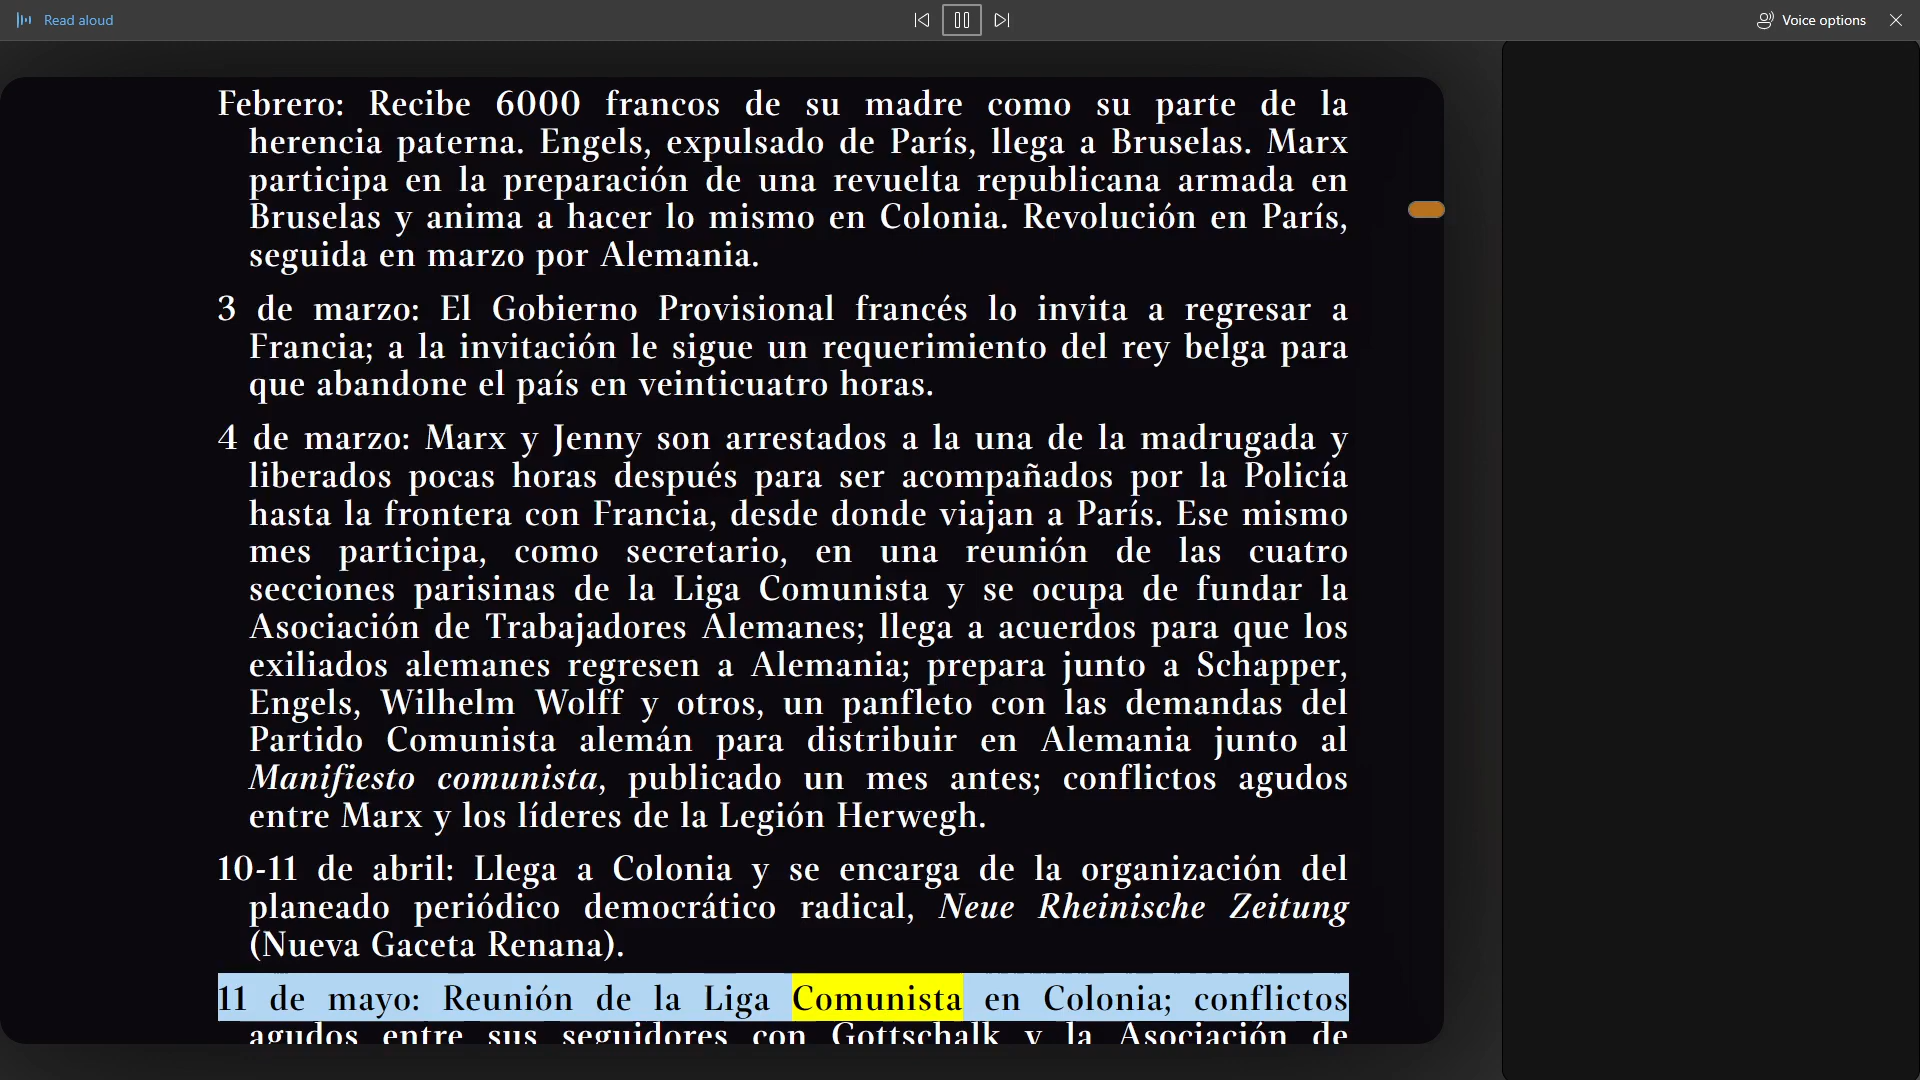 Read aloud
Voice options
Febrero: Recibe 6000 francos de su madre como su parte de la
herencia paterna. Engels, expulsado de París, llega a Bruselas. Marx
participa en la preparación de una revuelta republicana armada en
Bruselas y anima a hacer lo mismo en Colonia. Revolución en París,
seguida en marzo por Alemania.
3 de marzo: El Gobierno Provisional francés lo invita a regresar a
Francia; a la invitación le sigue un requerimiento del rey belga para
que abandone el país en veinticuatro horas.
4 de marzo: Marx y Jenny son arrestados a la una de la madrugada y
liberados pocas horas después para ser acompañados por la Policía
hasta la frontera con Francia, desde donde viajan a París. Ese mismo
mes participa, como secretario, en una reunión de las cuatro
secciones parisinas de la Liga Comunista y se ocupa de fundar la
Asociación de Trabajadores Alemanes; llega a acuerdos para que los
exiliados alemanes regresen a Alemania; prepara junto a Schapper,
Engels, Wilhelm Wolff y otros, un panfleto con las demandas del
Partido Comunista alemán para distribuir en Alemania junto al
Manifiesto comunista, publicado un mes antes; conflictos agudos
entre Marx y los líderes de la Legión Herwegh.
10-11 de abril: Llega a Colonia y se encarga de la organización del
planeado periódico democrático radical, Neue Rheinische Zeitung
(Nueva Gaceta Renana).
11 de mayo: Reunión de la Liga Comunista en Colonia; conflictos
agudos entre sus seguidores con Gottschalk y la Asociación de